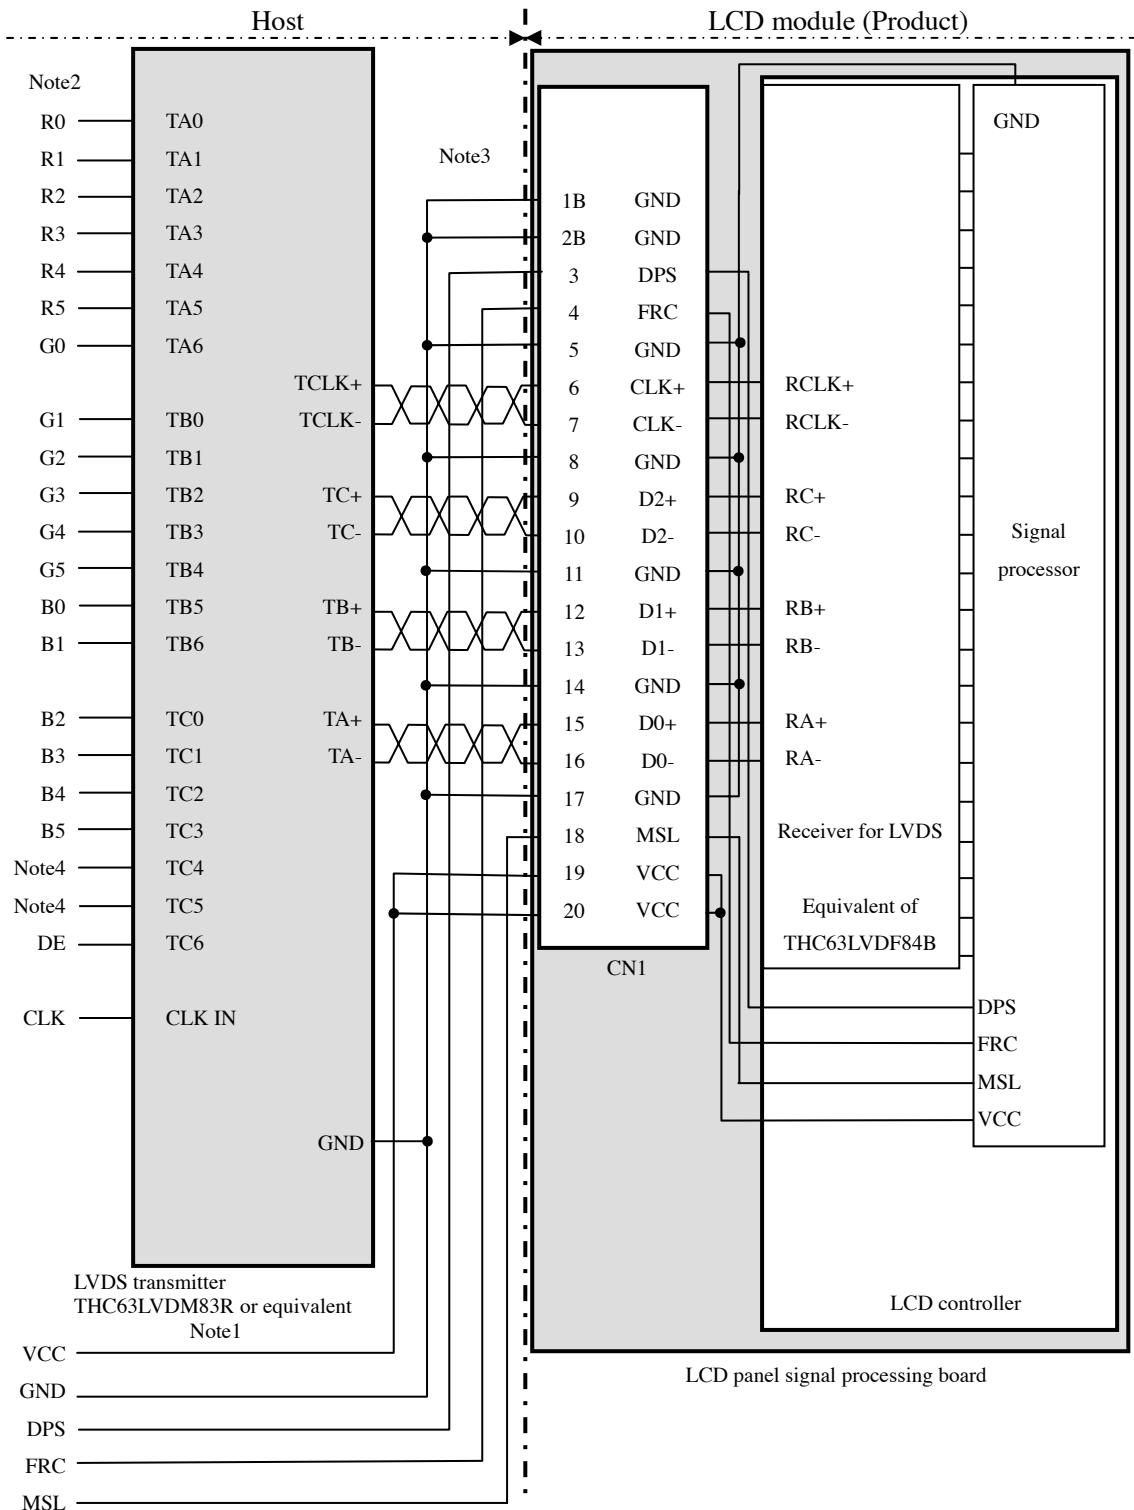 Host
LCD module (Product)
Note2
R0 TA0
R1 TA1
R2 TA2
R3 TA3
R4 TA4
R5 TA5
G0 TA6
TCLK+
G1 TB0 TCLK-
G2 TB1
G3 TB2 TC+
G4 TB3 TC-
G5 TB4
B0 TB5 TB+
B1 TB6 TB-
B2 TC0 TA+
B3 TC1 TA-
B4 TC2
B5 TC3
Note4 TC4
Note4 TC5
DE TC6
CLK CLK IN
GND
LVDS transmitter
THC63LVDM83R or equivalent
Note1
VCC
GND
DPS
FRC
MSL
Note3
1B GND
2B GND
3 DPS
4 FRC
5 GND
6 CLK+
7 CLK-
8 GND
9 D2+
10 D2-
11 GND
12 D1+
13 D1-
14 GND
15 D0+
16 D0-
17 GND
18 MSL
19 VCC
20 VCC
CN1
RCLK+
RCLK-
RC+
RC-
RB+
RB-
RA+
RA-
Receiver for LVDS
Equivalent of
THC63LVDF84B
GND
Signal
processor
DPS
FRC
MSL
VCC
LCD controller
LCD panel signal processing board